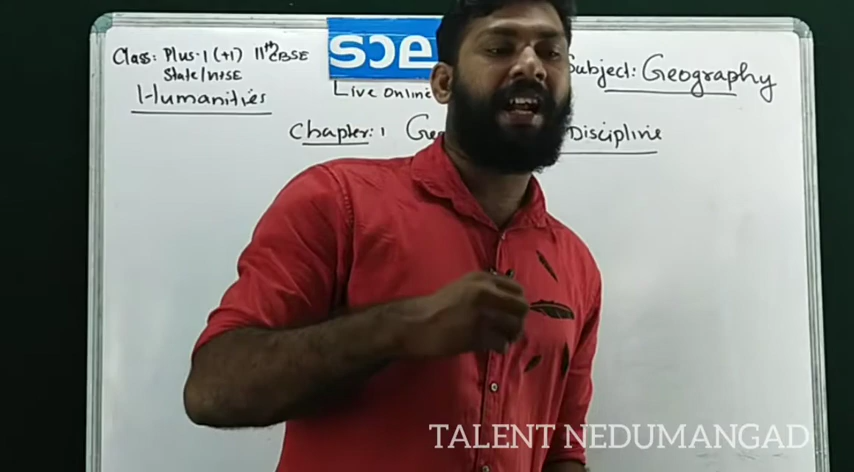 Class: Plus-1 (+1) 11th CBSE
State/NIOSE
Humanities
SCE
Live Online
Subject: Geography
Chapter: 1 Discipline
TALENT NEDUMANGAD